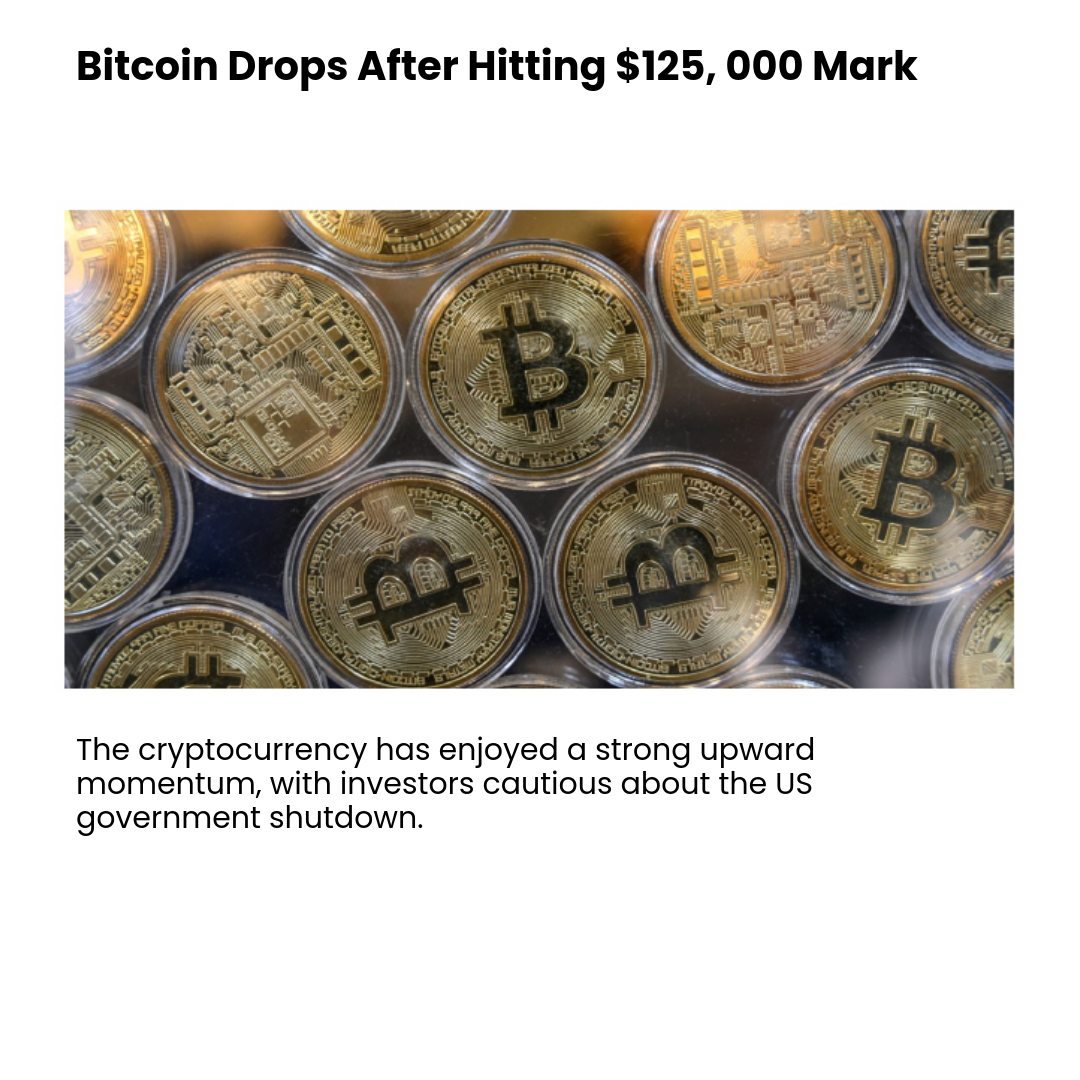 Bitcoin Drops After Hitting $125, 000 Mark
The cryptocurrency has enjoyed a strong upward
momentum, with investors cautious about the US
government shutdown.